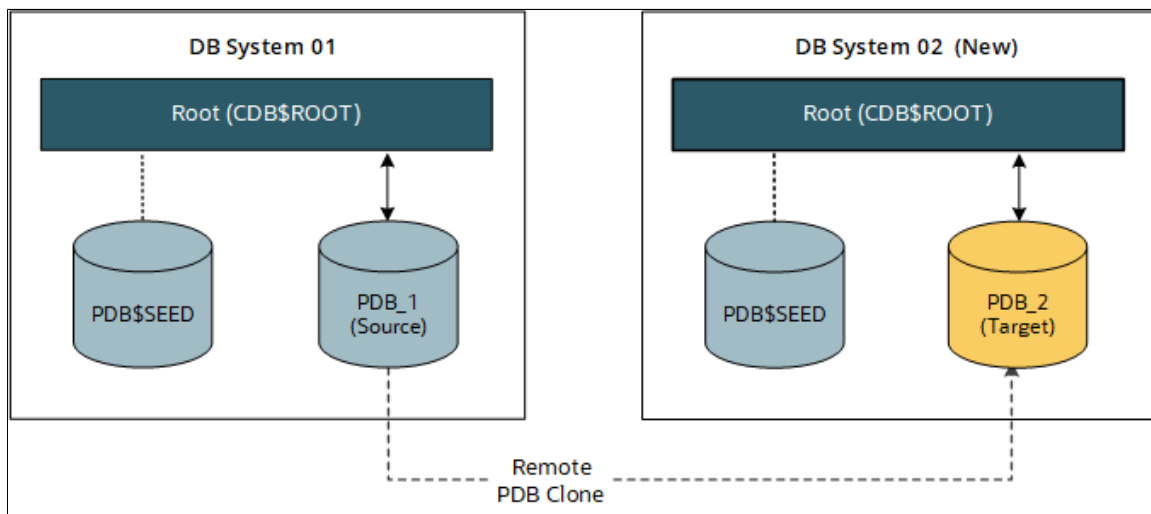 DB System 01
Root (CDB$ROOT)
PDB$SEED
PDB_1
(Source)
DB System 02 (New)
Root (CDB$ROOT)
PDB$SEED
PDB_2
(Target)
Remote
PDB Clone